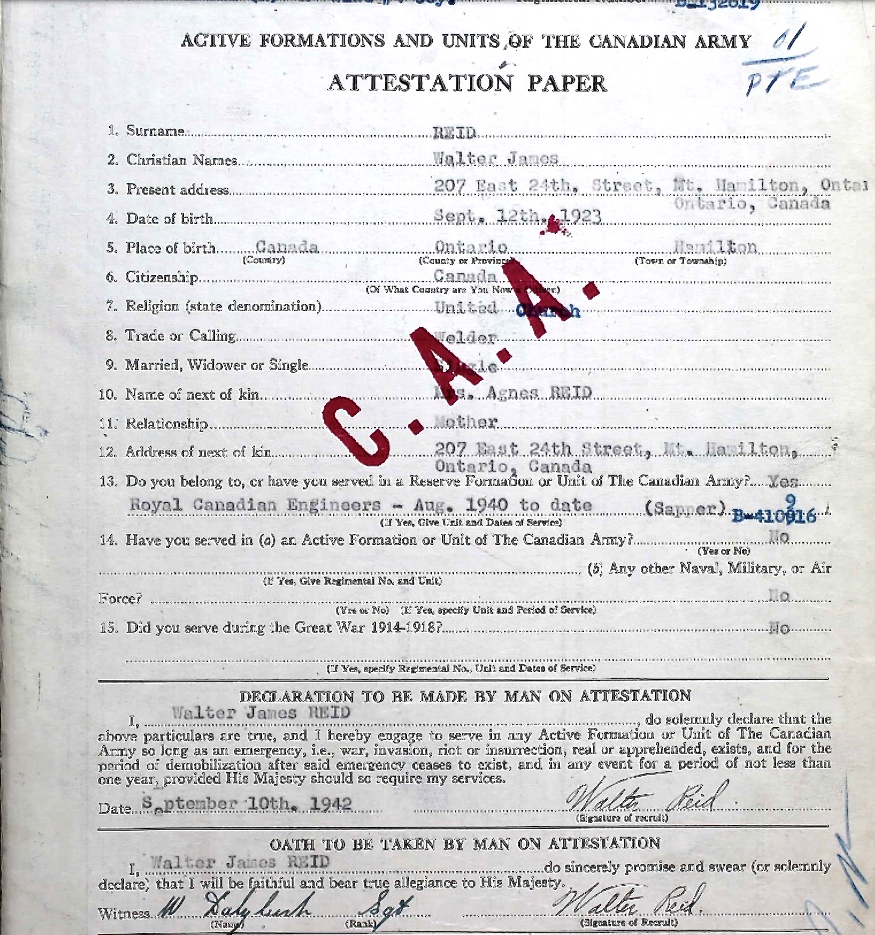 B-132019
ACTIVE FORMATIONS AND UNITS OF THE CANADIAN ARMY
01
PTE
ATTESTATION PAPER
1. Surname REID
2. Christian Names Walter James
3. Present address 207 East 24th. Street, Mt. Hamilton, Ontar
Ontario, Canada
4. Date of birth Sept. 12th. 1923
5. Place of birth Canada Ontario Hamilton
(Country) (County or Province) (Town or Township)
6. Citizenship Canada
(Of What Country are You Now a Citizen)
7. Religion (state denomination) United Church
8. Trade or Calling Welder
9. Married, Widower or Single Single
10. Name of next of kin Mrs. Agnes REID
11. Relationship Mother
12. Address of next of kin 207 East 24th Street, Mt. Hamilton,
Ontario, Canada
C.A.A.
13. Do you belong to, or have you served in a Reserve Formation or Unit of The Canadian Army? Yes
Royal Canadian Engineers - Aug. 1940 to date (Sapper) B-410916
9
(If Yes, Give Unit and Dates of Service)
14. Have you served in (a) an Active Formation or Unit of The Canadian Army? No
(Yes or No)
(b) Any other Naval, Military, or Air
(If Yes, Give Regimental No. and Unit)
Force? No
(Yes or No) (If Yes, specify Unit and Period of Service)
15. Did you serve during the Great War 1914-1918? No
(If Yes, specify Regimental No., Unit and Dates of Service)
DECLARATION TO BE MADE BY MAN ON ATTESTATION
I, Walter James REID, do solemnly declare that the
above particulars are true, and I hereby engage to serve in any Active Formation or Unit of The Canadian
Army so long as an emergency, i.e., war, invasion, riot or insurrection, real or apprehended, exists, and for the
period of demobilization after said emergency ceases to exist, and in any event for a period of not less than
one year, provided His Majesty should so require my services.
Date September 10th. 1942 Walter Reid.
(Signature of recruit)
OATH TO BE TAKEN BY MAN ON ATTESTATION
I, Walter James REID do sincerely promise and swear (or solemnly
declare) that I will be faithful and bear true allegiance to His Majesty.
Witness W Sgt Walter Reid.
(Name) (Rank) (Signature of Recruit)